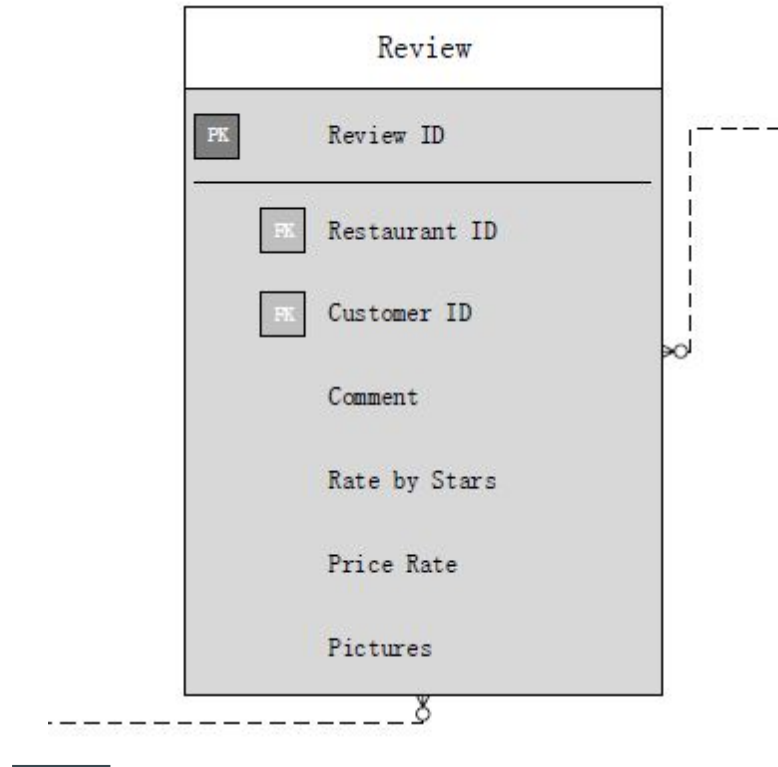 Review
PK Review ID
FK Restaurant ID
FK Customer ID
Comment
Rate by Stars
Price Rate
Pictures